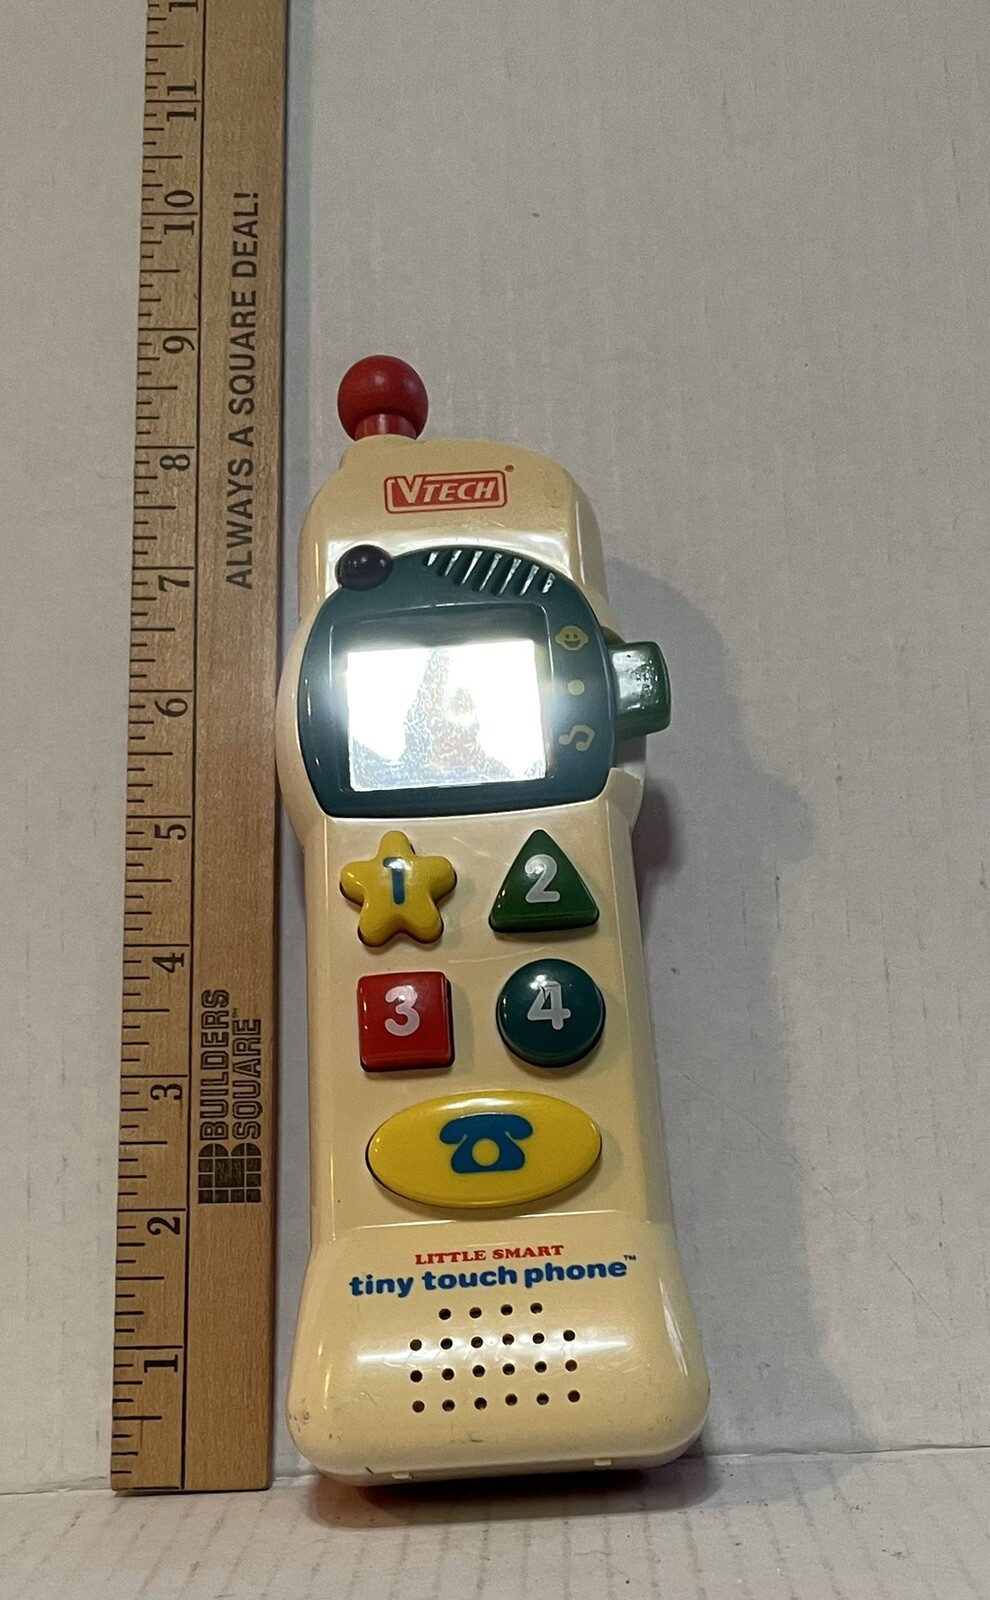 VTECH®
1
2
3
4
LITTLE SMART
tiny touch phone™
ALWAYS A SQUARE DEAL!
BUILDERS
SQUARE™
11
10
9
8
7
6
5
4
3
2
1